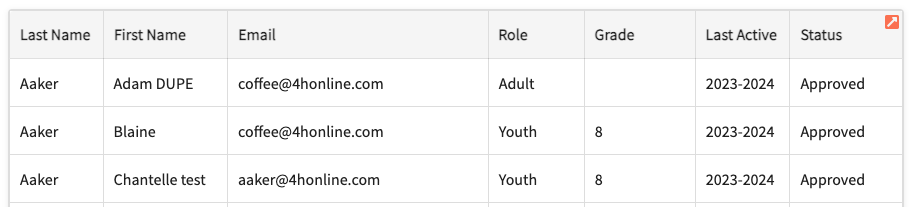 Last Name First Name Email Role Grade Last Active Status
Aaker Adam DUPE coffee@4honline.com Adult 2023-2024 Approved
Aaker Blaine coffee@4honline.com Youth 8 2023-2024 Approved
Aaker Chantelle test aaker@4honline.com Youth 8 2023-2024 Approved